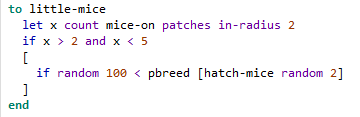 to little-mice
let x count mice-on patches in-radius 2
if x > 2 and x < 5
[
if random 100 < pbreed [hatch-mice random 2]
]
end